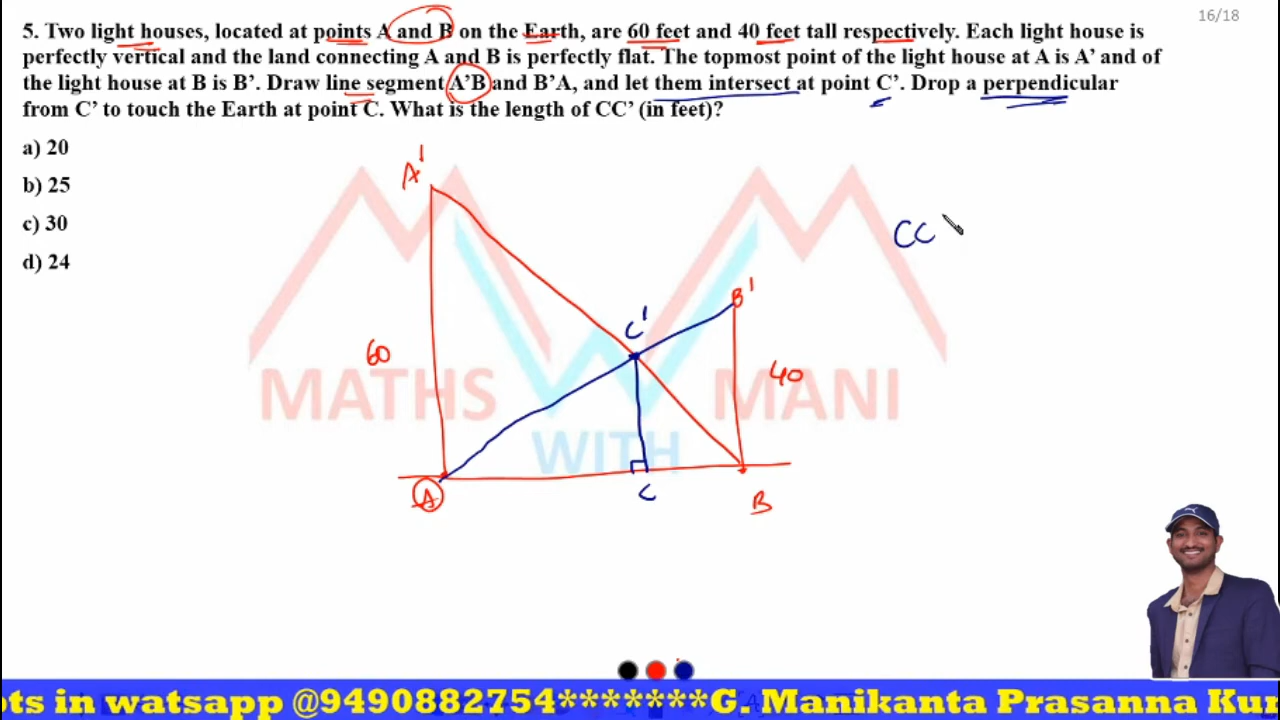 16/18
5. Two light houses, located at points A and B on the Earth, are 60 feet and 40 feet tall respectively. Each light house is
perfectly vertical and the land connecting A and B is perfectly flat. The topmost point of the light house at A is A’ and of
the light house at B is B’. Draw line segment A’B and B’A, and let them intersect at point C’. Drop a perpendicular
from C’ to touch the Earth at point C. What is the length of CC’ (in feet)?
a) 20
b) 25
c) 30
d) 24
A'
CC
B'
C'
60
40
MATHS
MANI
WITH
A
C
B
ots in watsapp @9490882754*******G. Manikanta Prasanna Kur